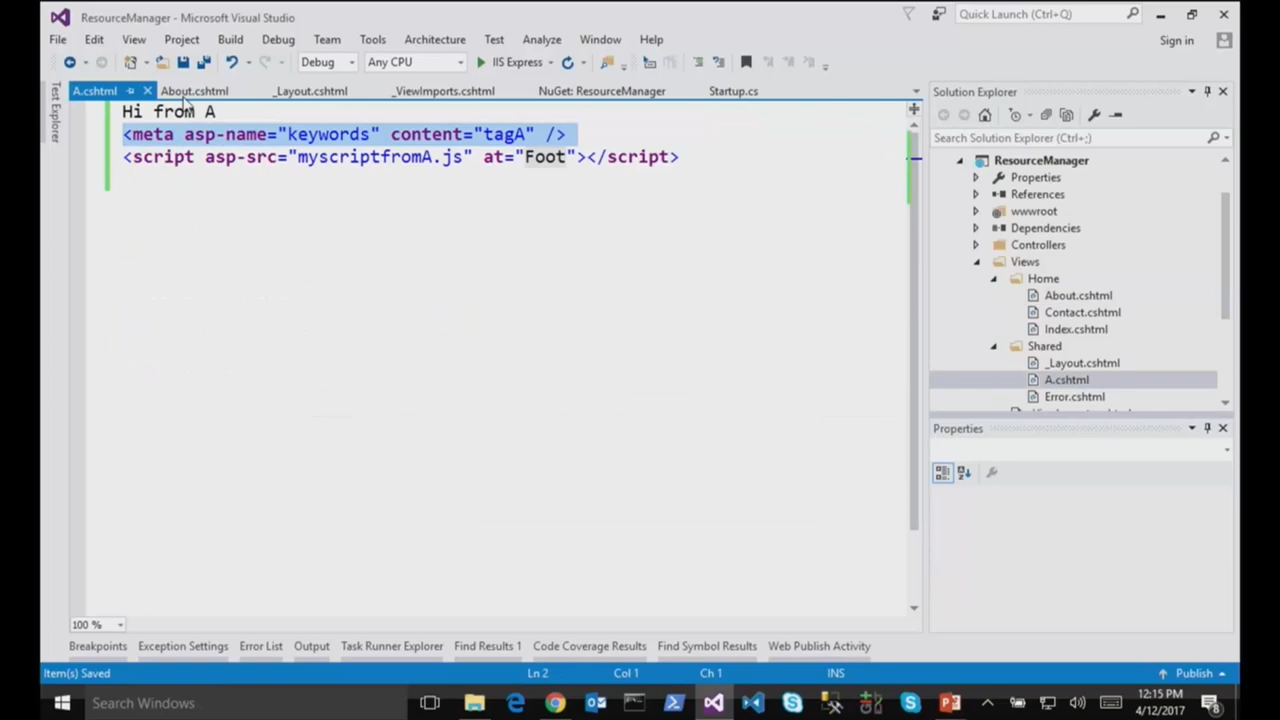 ResourceManager - Microsoft Visual Studio
Quick Launch (Ctrl+Q)
File Edit View Project Build Debug Team Tools Architecture Test Analyze Window Help
Sign in
Debug Any CPU IIS Express
Test Explorer
A.cshtml About.cshtml _Layout.cshtml _ViewImports.cshtml NuGet: ResourceManager Startup.cs
Hi from A
<meta asp-name="keywords" content="tagA" />
<script asp-src="myscriptfromA.js" at="Foot"></script>
100 %
Solution Explorer
Search Solution Explorer (Ctrl+;)
ResourceManager
Properties
References
wwwroot
Dependencies
Controllers
Views
Home
About.cshtml
Contact.cshtml
Index.cshtml
Shared
_Layout.cshtml
A.cshtml
Error.cshtml
Properties
Breakpoints Exception Settings Error List Output Task Runner Explorer Find Results 1 Code Coverage Results Find Symbol Results Web Publish Activity
Item(s) Saved Ln 2 Col 1 Ch 1 INS Publish
Search Windows
12:15 PM
4/12/2017
8